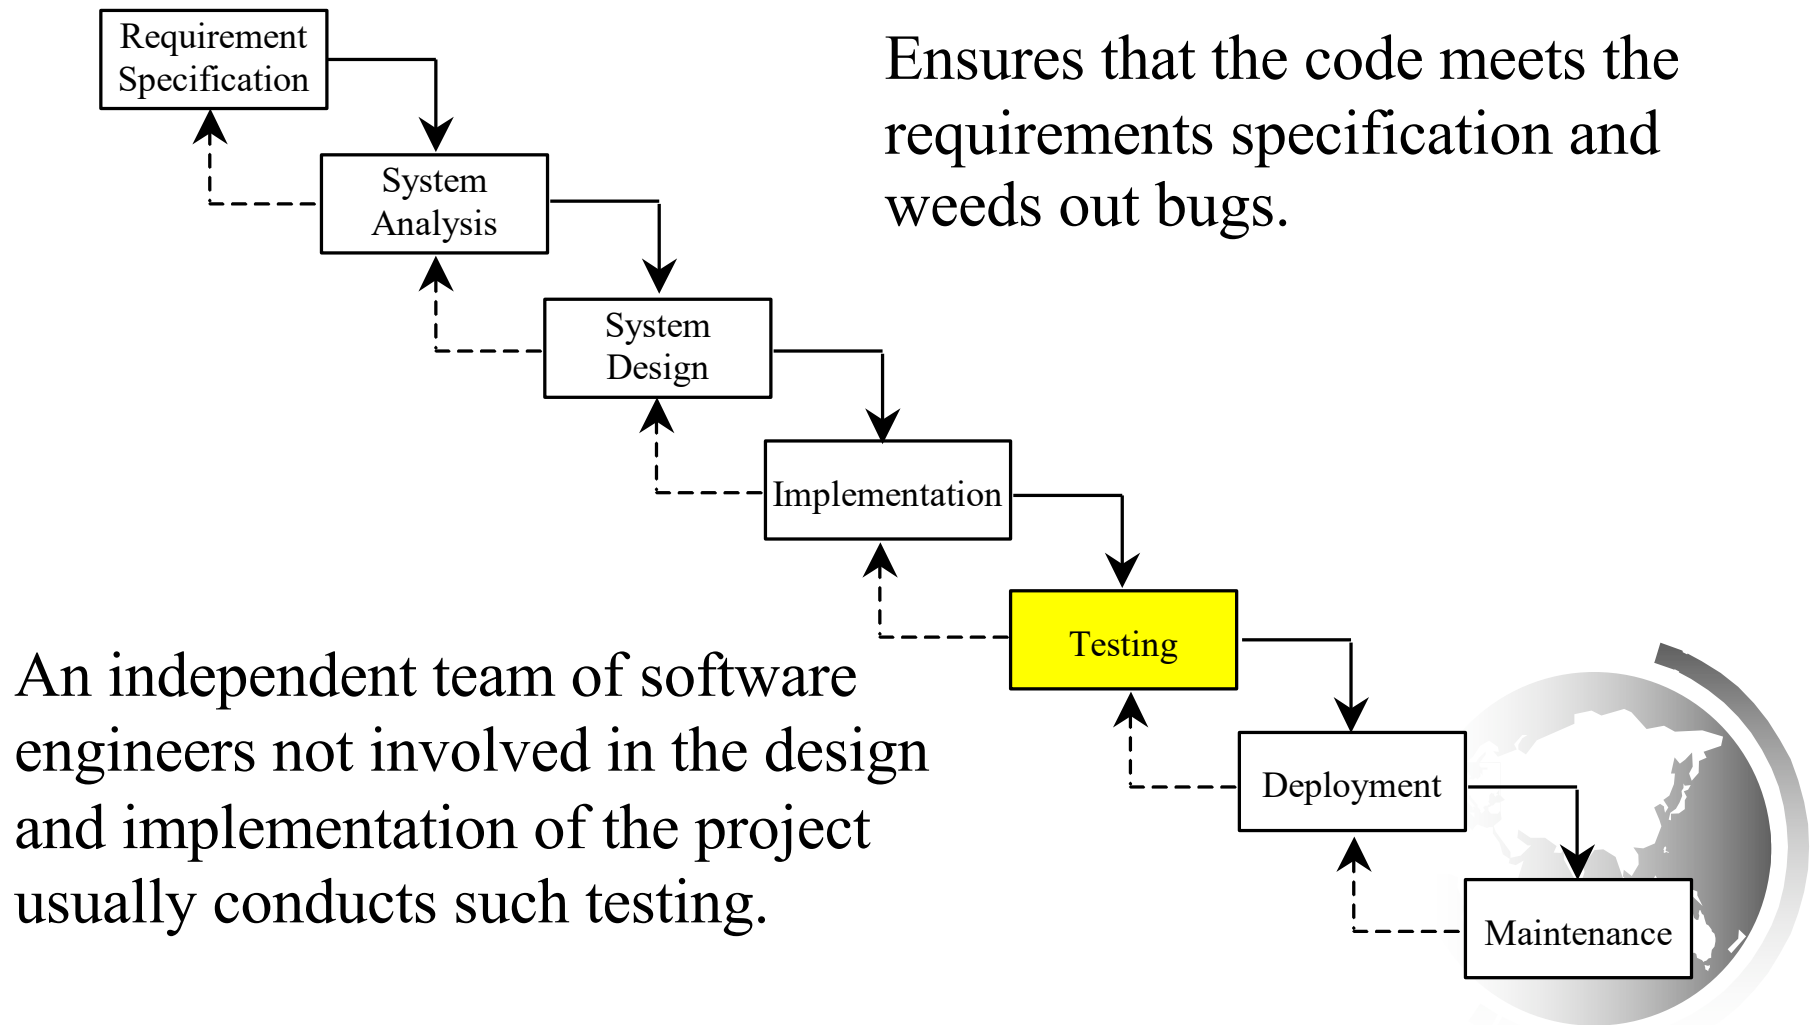 Requirement
Specification
Ensures that the code meets the
requirements specification and
weeds out bugs.
System
Analysis
System
Design
Implementation
Testing
An independent team of software
engineers not involved in the design
and implementation of the project
usually conducts such testing.
Deployment
Maintenance